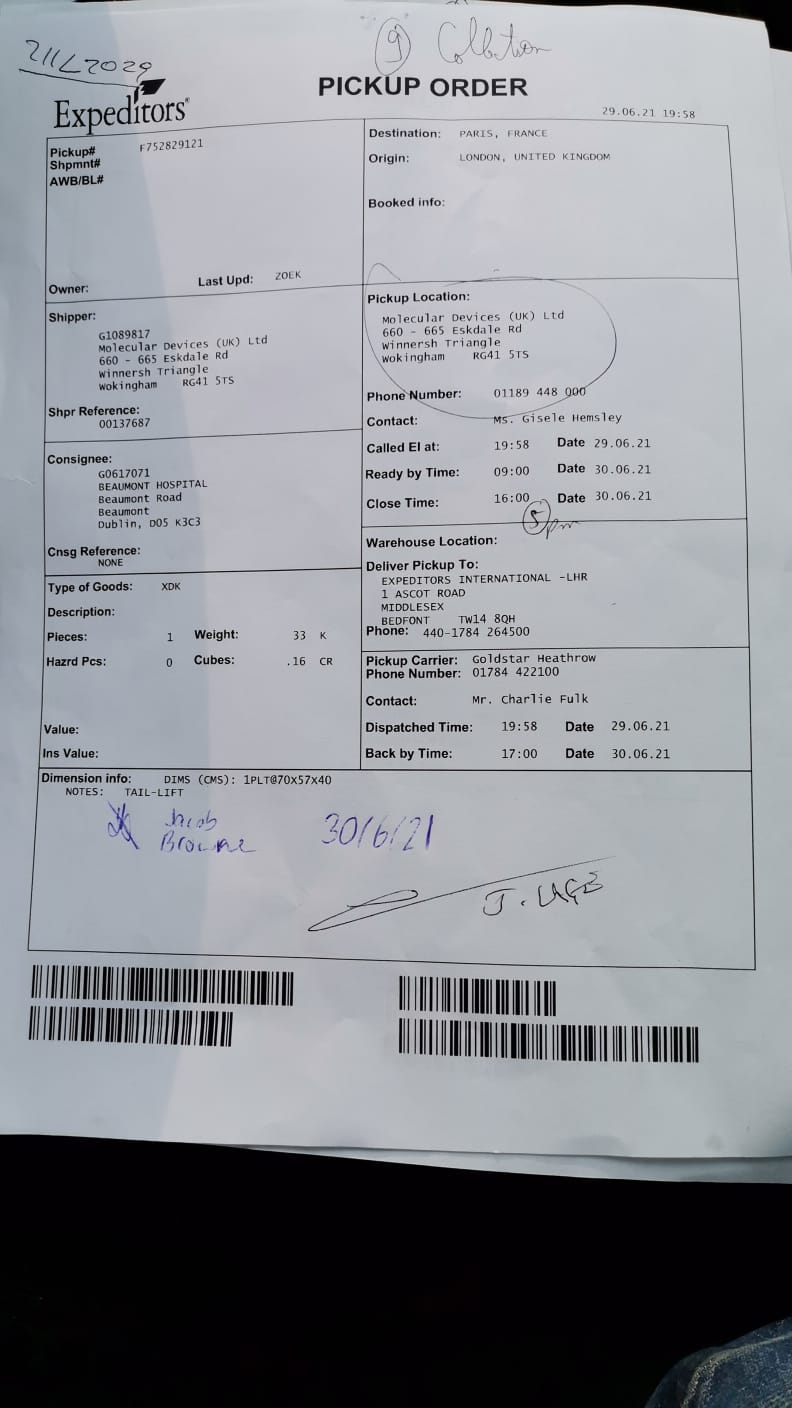 9 Collection
211L2029
Expeditors®
PICKUP ORDER
29.06.21 19:58
Pickup# F752829121
Shpmnt#
AWB/BL#
Owner: Last Upd: ZOEK
Destination: PARIS, FRANCE
Origin: LONDON, UNITED KINGDOM
Booked info:
Shipper:
G1089817
Molecular Devices (UK) Ltd
660 - 665 Eskdale Rd
Winnersh Triangle
Wokingham RG41 5TS
Shpr Reference:
00137687
Consignee:
G0617071
BEAUMONT HOSPITAL
Beaumont Road
Beaumont
Dublin, D05 K3C3
Cnsg Reference:
NONE
Type of Goods: XDK
Description:
Pieces: 1 Weight: 33 K
Hazrd Pcs: 0 Cubes: .16 CR
Value:
Ins Value:
Pickup Location:
Molecular Devices (UK) Ltd
660 - 665 Eskdale Rd
Winnersh Triangle
Wokingham RG41 5TS
Phone Number: 01189 448 000
Contact: Ms. Gisele Hemsley
Called EI at: 19:58 Date 29.06.21
Ready by Time: 09:00 Date 30.06.21
Close Time: 16:00 Date 30.06.21
5 pm
Warehouse Location:
Deliver Pickup To:
EXPEDITORS INTERNATIONAL -LHR
1 ASCOT ROAD
MIDDLESEX
BEDFONT TW14 8QH
Phone: 440-1784 264500
Pickup Carrier: Goldstar Heathrow
Phone Number: 01784 422100
Contact: Mr. Charlie Fulk
Dispatched Time: 19:58 Date 29.06.21
Back by Time: 17:00 Date 30.06.21
Dimension info: DIMS (CMS): 1PLT@70X57X40
NOTES: TAIL-LIFT
Jacob
Browne
30/6/21